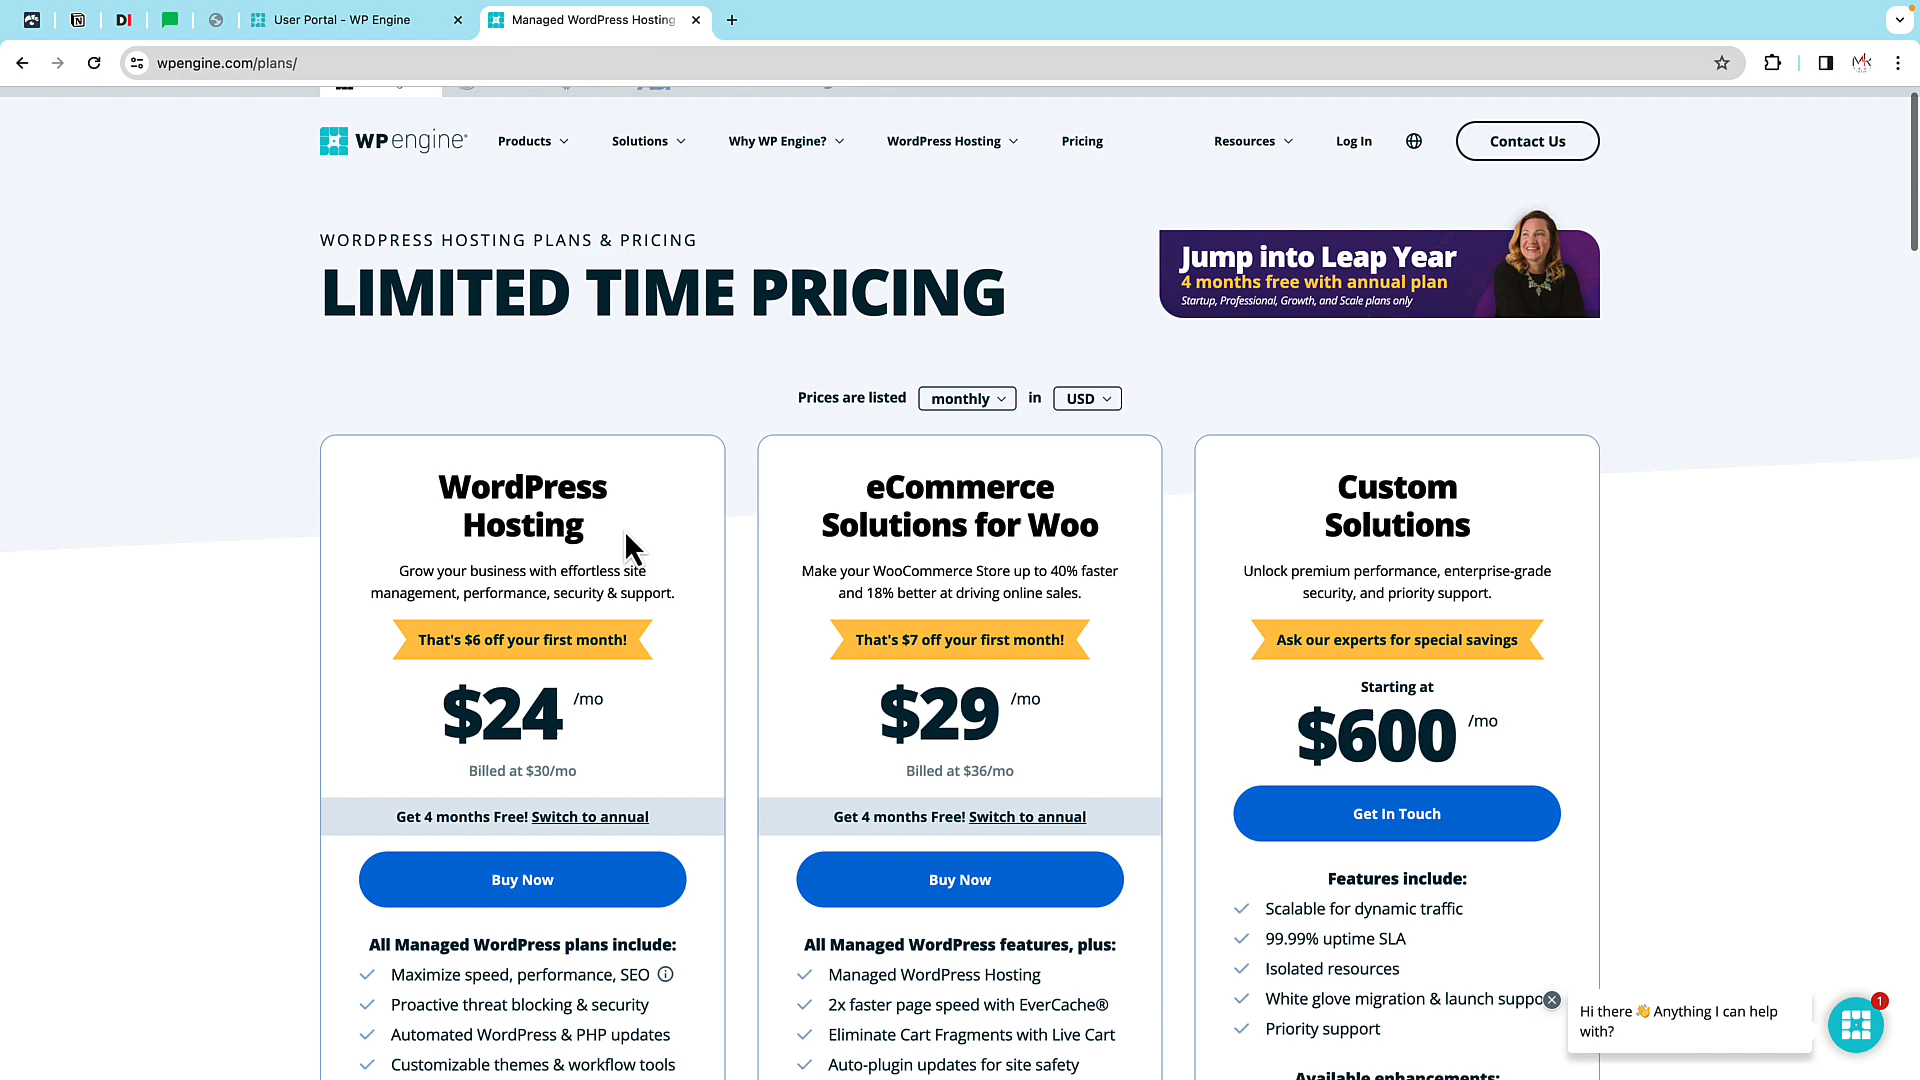 DI
User Portal - WP Engine
Managed WordPress Hosting
wpengine.com/plans/
WP engine®
Products
Solutions
Why WP Engine?
WordPress Hosting
Pricing
Resources
Log In
Contact Us
WORDPRESS HOSTING PLANS & PRICING
LIMITED TIME PRICING
Jump into Leap Year
4 months free with annual plan
Startup, Professional, Growth, and Scale plans only
Prices are listed monthly in USD
WordPress
Hosting
Grow your business with effortless site
management, performance, security & support.
That's $6 off your first month!
$24 /mo
Billed at $30/mo
Get 4 months Free! Switch to annual
Buy Now
All Managed WordPress plans include:
Maximize speed, performance, SEO
Proactive threat blocking & security
Automated WordPress & PHP updates
Customizable themes & workflow tools
eCommerce
Solutions for Woo
Make your WooCommerce Store up to 40% faster
and 18% better at driving online sales.
That's $7 off your first month!
$29 /mo
Billed at $36/mo
Get 4 months Free! Switch to annual
Buy Now
All Managed WordPress features, plus:
Managed WordPress Hosting
2x faster page speed with EverCache®
Eliminate Cart Fragments with Live Cart
Auto-plugin updates for site safety
Custom
Solutions
Unlock premium performance, enterprise-grade
security, and priority support.
Ask our experts for special savings
Starting at
$600 /mo
Get In Touch
Features include:
Scalable for dynamic traffic
99.99% uptime SLA
Isolated resources
White glove migration & launch suppo
Priority support
Available enhancements:
Hi there 👋 Anything I can help
with?
1